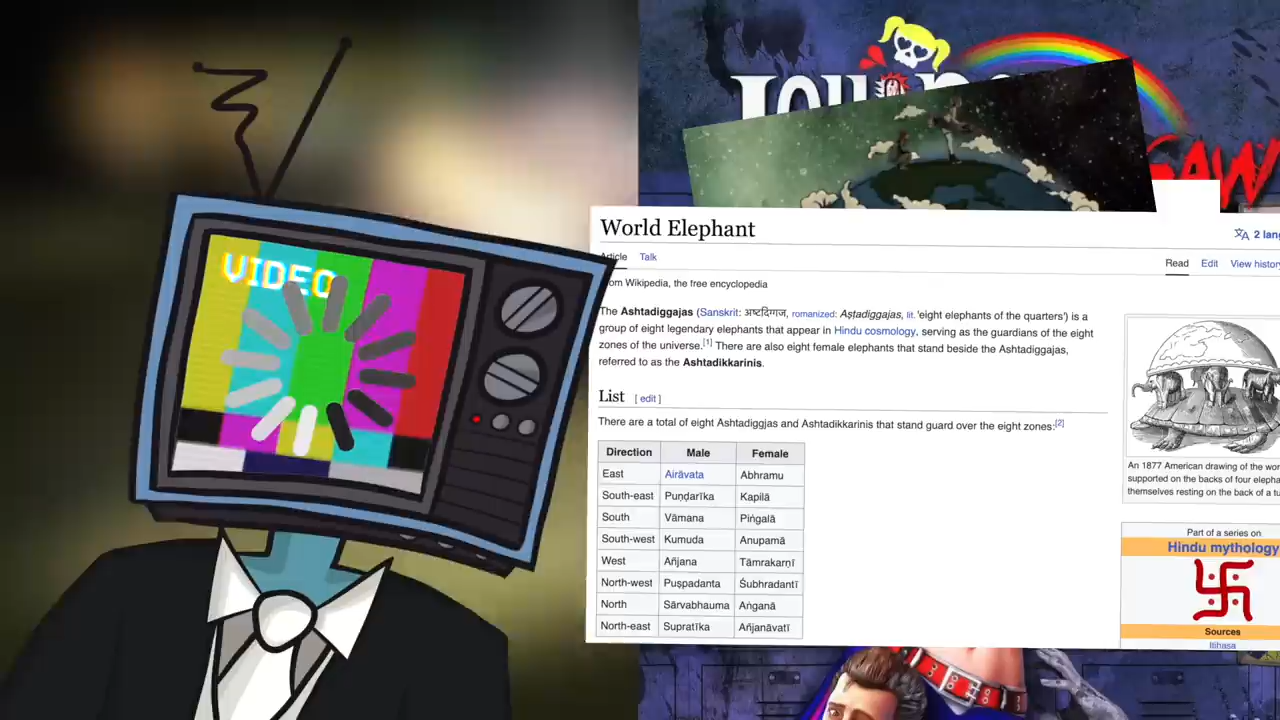 VIDEO
World Elephant
2 lang
Article Talk
Read Edit View history
om Wikipedia, the free encyclopedia
The Ashtadiggajas (Sanskrit: अष्टदिग्गज, romanized: Aṣṭadiggajas, lit. 'eight elephants of the quarters') is a
group of eight legendary elephants that appear in Hindu cosmology, serving as the guardians of the eight
zones of the universe.[1] There are also eight female elephants that stand beside the Ashtadiggajas,
referred to as the Ashtadikkarinis.
List [ edit ]
There are a total of eight Ashtadiggjas and Ashtadikkarinis that stand guard over the eight zones:[2]
Direction Male Female
East Airāvata Abhramu
South-east Puṇḍarīka Kapilā
South Vāmana Piṅgalā
South-west Kumuda Anupamā
West Añjana Tāmrakarṇī
North-west Puṣpadanta Śubhradantī
North Sārvabhauma Aṅganā
North-east Supratīka Añjanāvatī
An 1877 American drawing of the wor
supported on the backs of four elepha
themselves resting on the back of a tu
Part of a series on
Hindu mythology
Sources
Itihasa